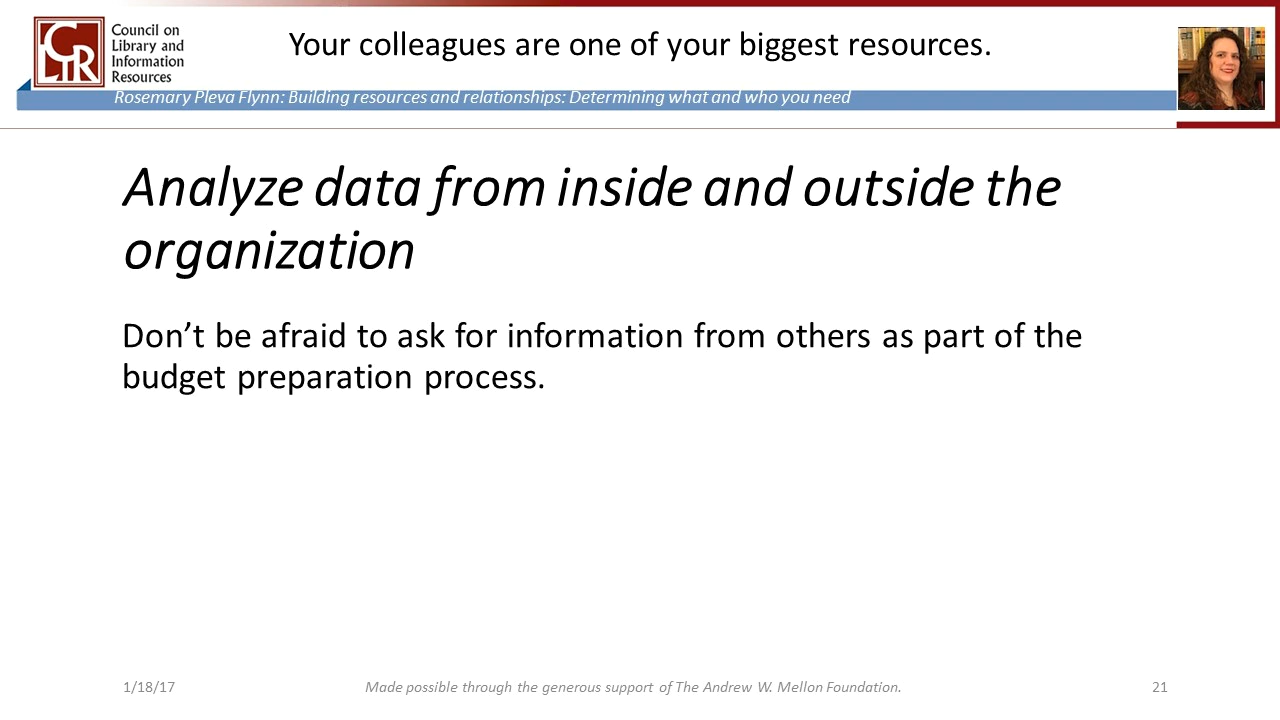 CLIR
Council on
Library and
Information
Resources
Your colleagues are one of your biggest resources.
Rosemary Pleva Flynn: Building resources and relationships: Determining what and who you need
Analyze data from inside and outside the
organization
Don’t be afraid to ask for information from others as part of the
budget preparation process.
1/18/17
Made possible through the generous support of The Andrew W. Mellon Foundation.
21